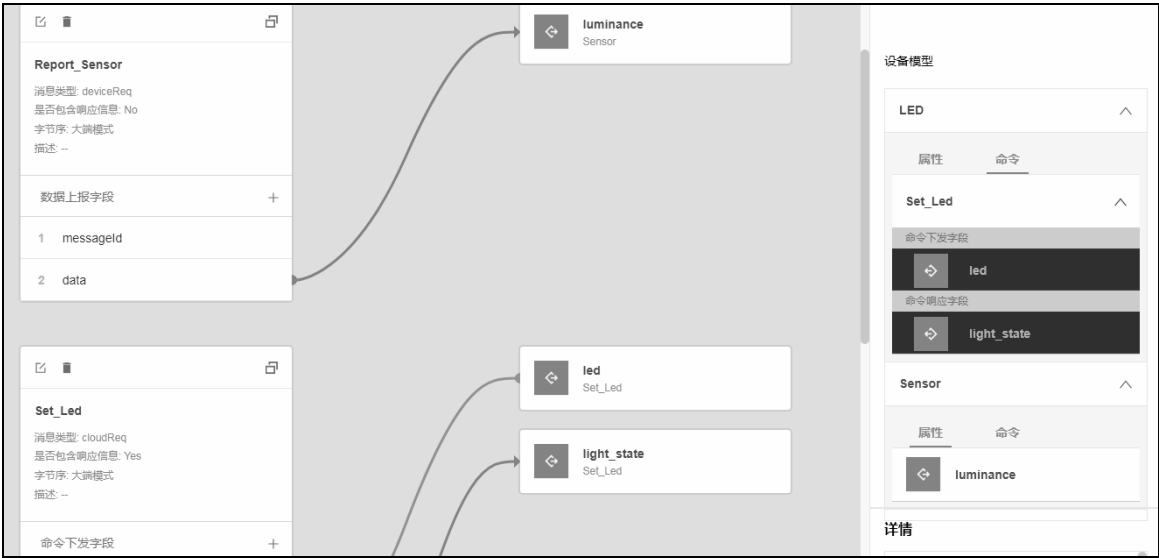 Report_Sensor
消息类型: deviceReq
是否包含响应信息: No
字节序: 大端模式
描述: --
数据上报字段
1 messageId
2 data
luminance
Sensor
Set_Led
消息类型: cloudReq
是否包含响应信息: Yes
字节序: 大端模式
描述: --
命令下发字段
led
Set_Led
light_state
Set_Led
设备模型
LED
属性 命令
Set_Led
命令下发字段
led
命令响应字段
light_state
Sensor
属性 命令
luminance
详情